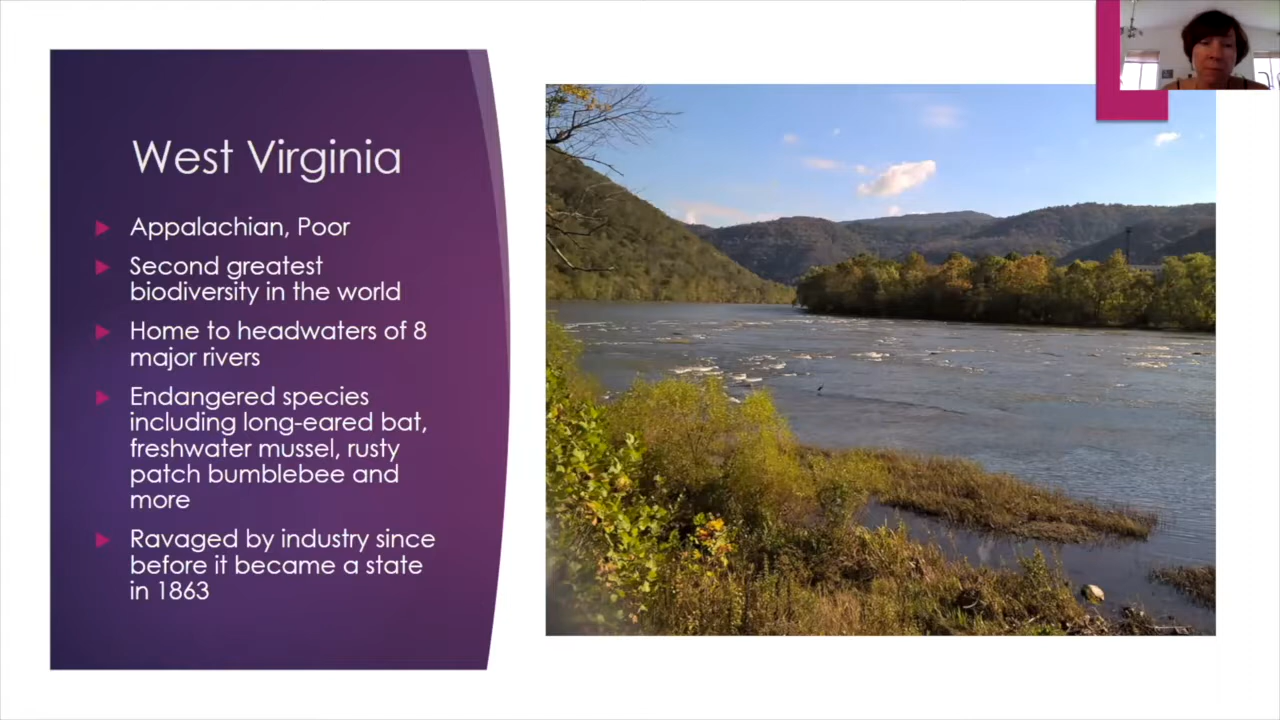 West Virginia
Appalachian, Poor
Second greatest
biodiversity in the world
Home to headwaters of 8
major rivers
Endangered species
including long-eared bat,
freshwater mussel, rusty
patch bumblebee and
more
Ravaged by industry since
before it became a state
in 1863